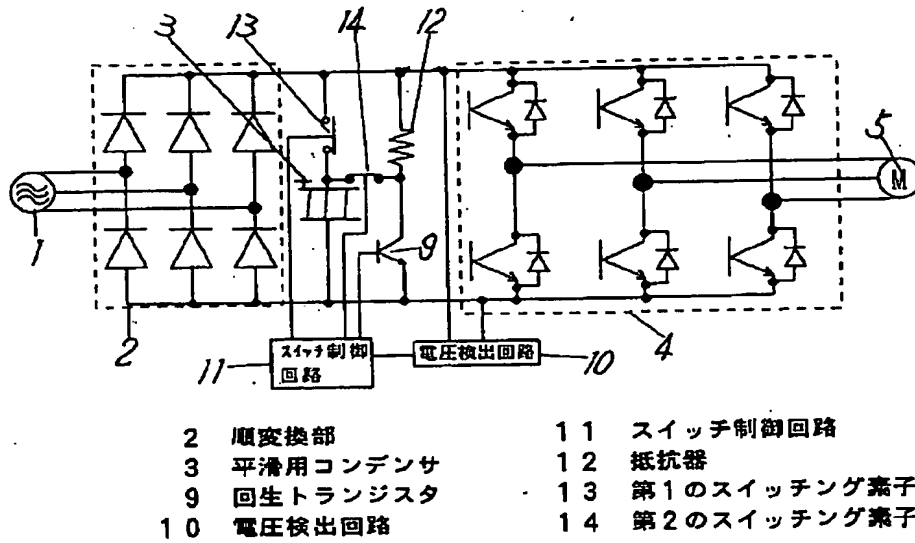 3 13 14 12
5
M
1
9
2
11
スイッチ制御
回路
電圧検出回路
10
4
2 順変換部
3 平滑用コンデンサ
9 回生トランジスタ
10 電圧検出回路
11 スイッチ制御回路
12 抵抗器
13 第1のスイッチング素子
14 第2のスイッチング素子